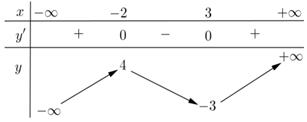 x −∞ −2 3 +∞
y′ + 0 − 0 +
y −∞ 4 −3 +∞